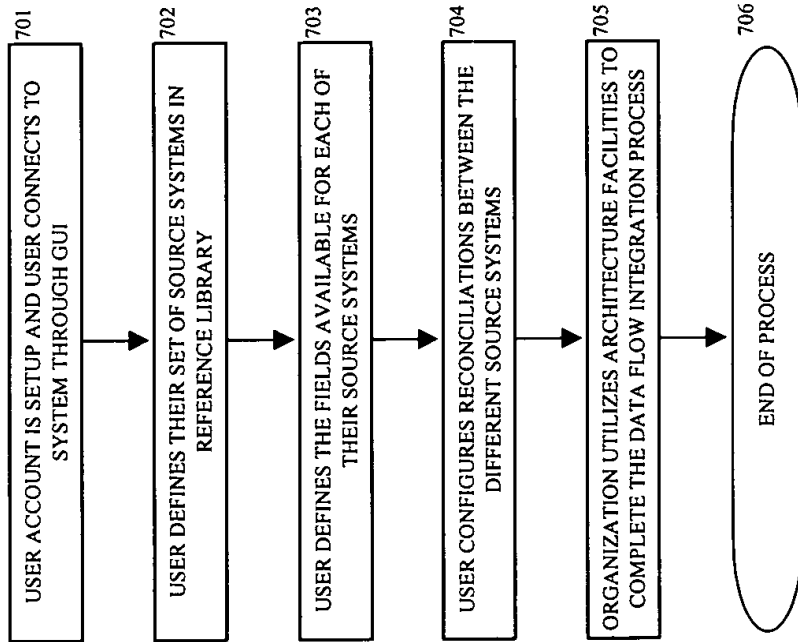 701
USER ACCOUNT IS SETUP AND USER CONNECTS TO
SYSTEM THROUGH GUI
702
USER DEFINES THEIR SET OF SOURCE SYSTEMS IN
REFERENCE LIBRARY
703
USER DEFINES THE FIELDS AVAILABLE FOR EACH OF
THEIR SOURCE SYSTEMS
704
USER CONFIGURES RECONCILIATIONS BETWEEN THE
DIFFERENT SOURCE SYSTEMS
705
ORGANIZATION UTILIZES ARCHITECTURE FACILITIES TO
COMPLETE THE DATA FLOW INTEGRATION PROCESS
706
END OF PROCESS